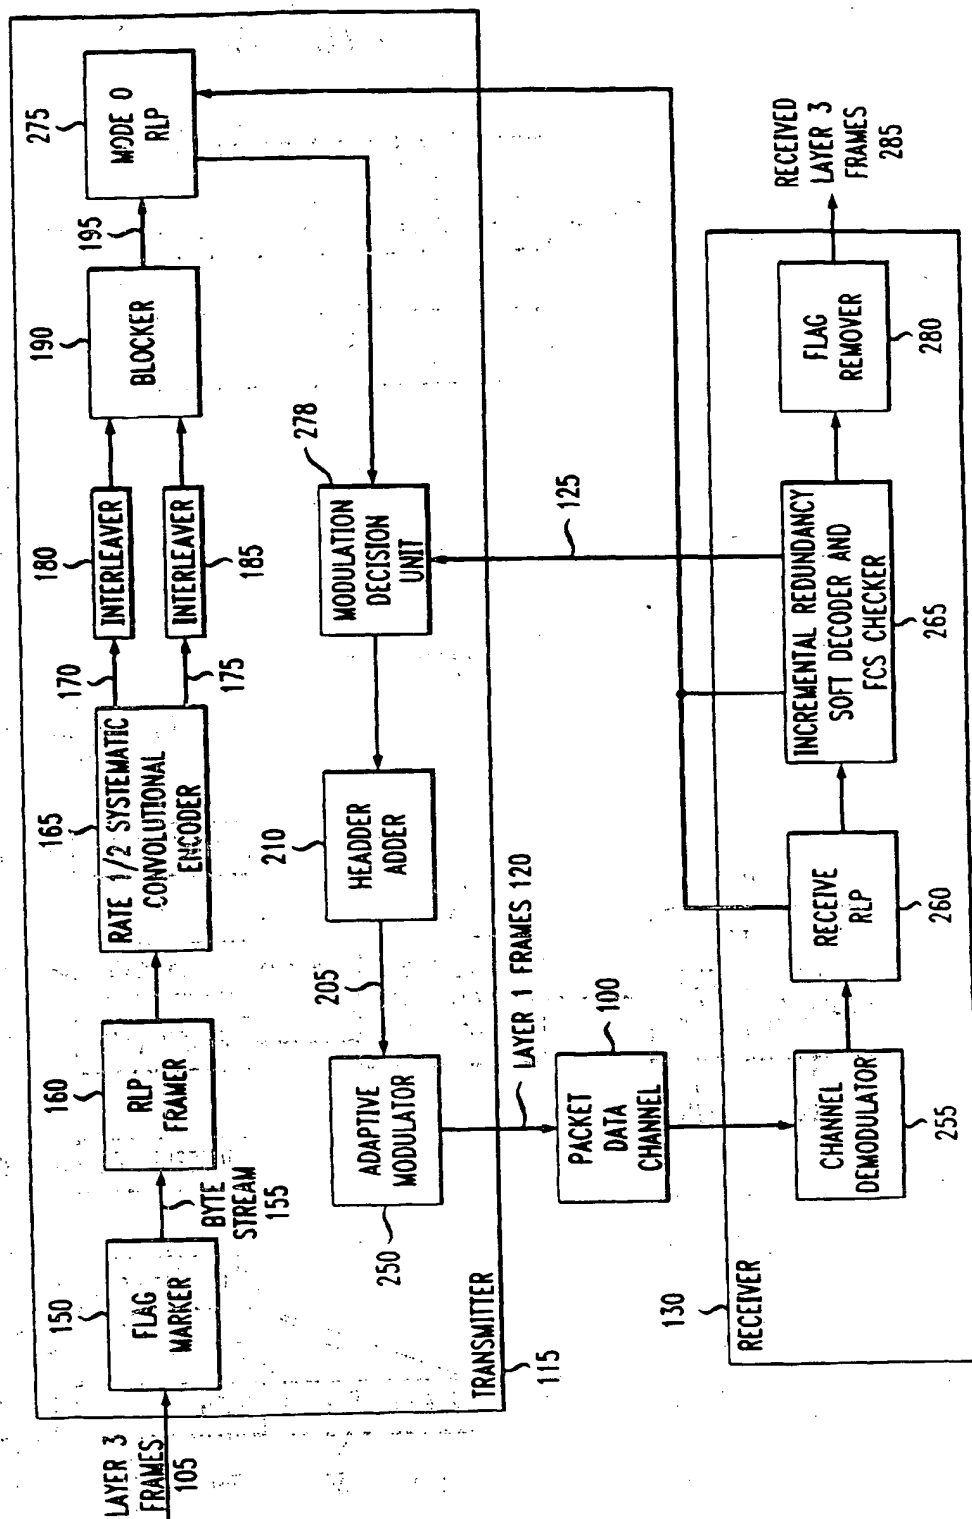 LAYER 3
FRAMES
105
150
FLAG
MARKER
BYTE
STREAM
155
160
RLP
FRAMER
165
RATE 1/2 SYSTEMATIC
CONVOLUTIONAL
ENCODER
170
175
180
INTERLEAVER
INTERLEAVER
185
190
BLOCKER
195
275
MODE 0
RLP
278
MODULATION
DECISION
UNIT
125
210
HEADDER
ADDER
205
ADAPTIVE
MODULATOR
250
LAYER 1 FRAMES 120
TRANSMITTER
115
100
PACKET
DATA
CHANNEL
130
RECEIVER
CHANNEL
DEMODULATOR
255
RECEIVE
RLP
260
INCREMENTAL REDUNDANCY
SOFT DECODER AND
FCS CHECKER
265
FLAG
REMOVER
280
RECEIVED
LAYER 3
FRAMES
285